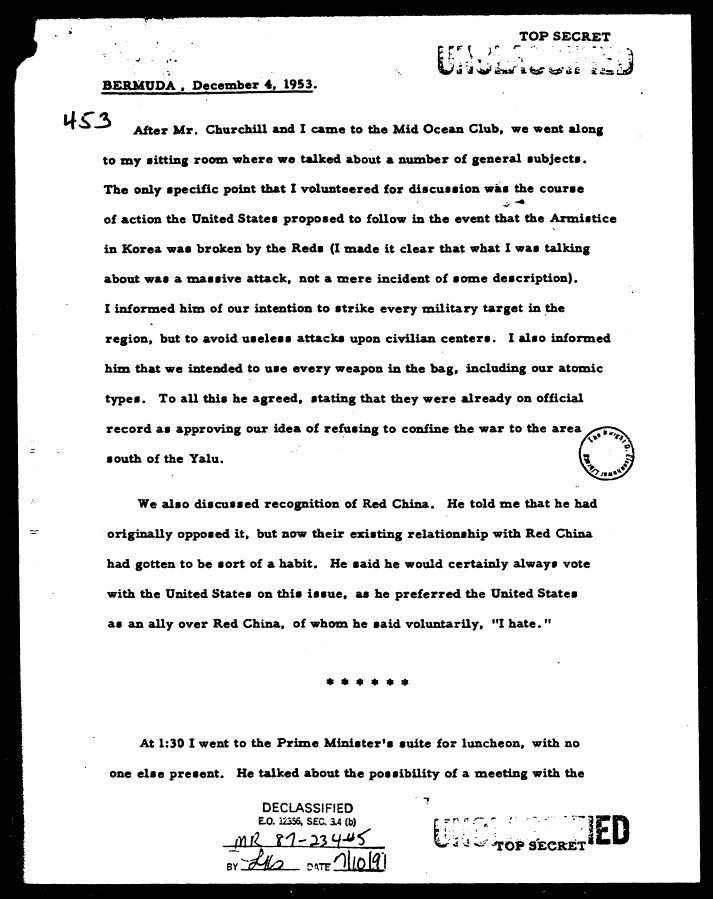 TOP SECRET
UNCLASSIFIED
BERMUDA, December 4, 1953.
453
After Mr. Churchill and I came to the Mid Ocean Club, we went along
to my sitting room where we talked about a number of general subjects.
The only specific point that I volunteered for discussion was the course
of action the United States proposed to follow in the event that the Armistice
in Korea was broken by the Reds (I made it clear that what I was talking
about was a massive attack, not a mere incident of some description).
I informed him of our intention to strike every military target in the
region, but to avoid useless attacks upon civilian centers. I also informed
him that we intended to use every weapon in the bag, including our atomic
types. To all this he agreed, stating that they were already on official
record as approving our idea of refusing to confine the war to the area
south of the Yalu.
The Dwight D. Eisenhower Library
We also discussed recognition of Red China. He told me that he had
originally opposed it, but now their existing relationship with Red China
had gotten to be sort of a habit. He said he would certainly always vote
with the United States on this issue, as he preferred the United States
as an ally over Red China, of whom he said voluntarily, "I hate."
* * * * * *
At 1:30 I went to the Prime Minister's suite for luncheon, with no
one else present. He talked about the possibility of a meeting with the
DECLASSIFIED
E.O. 12356, SEC. 3.4 (b)
MR 87-234#5
BY DATE 7/10/91
UNCLASSIFIED
TOP SECRET